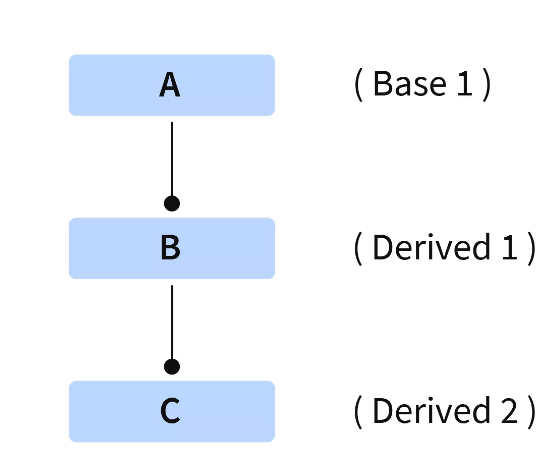 A ( Base 1 )
B ( Derived 1 )
C ( Derived 2 )